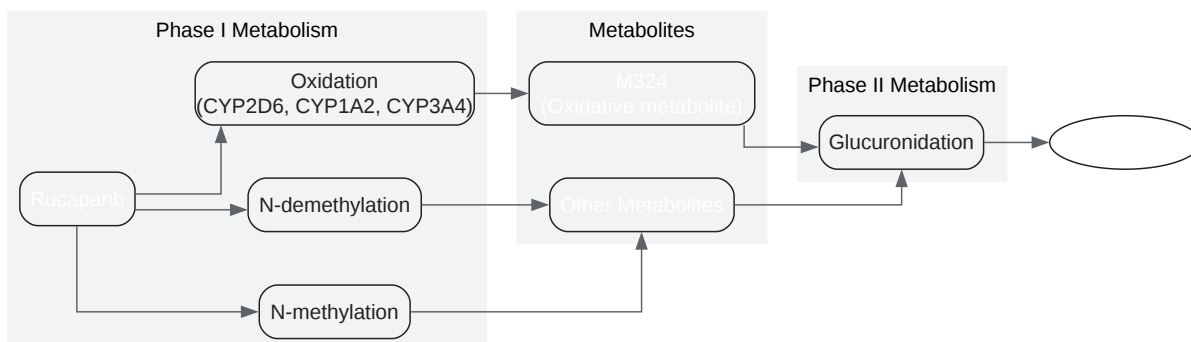 Phase I Metabolism
Oxidation
(CYP2D6, CYP1A2, CYP3A4)
Rucaparib
N-demethylation
N-methylation
Metabolites
M324
(Oxidative metabolite)
Other Metabolites
Phase II Metabolism
Glucuronidation